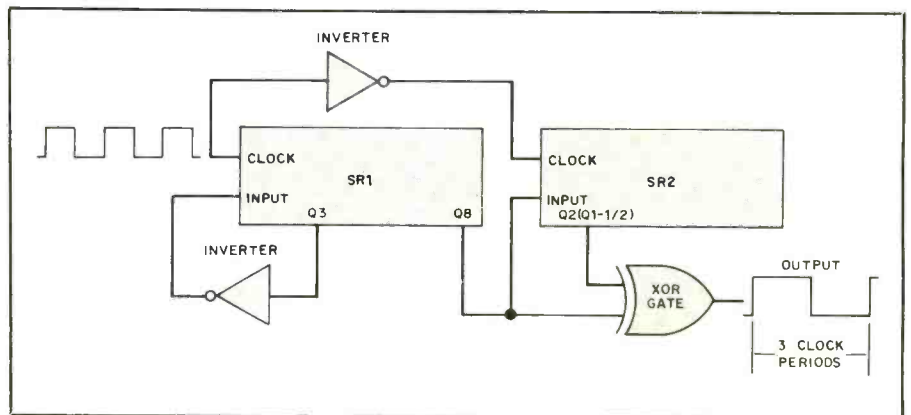 INVERTER
CLOCK
SR1
INPUT
Q3
Q8
CLOCK
SR2
INPUT
Q2(Q1-1/2)
INVERTER
XOR
GATE
OUTPUT
3 CLOCK
PERIODS